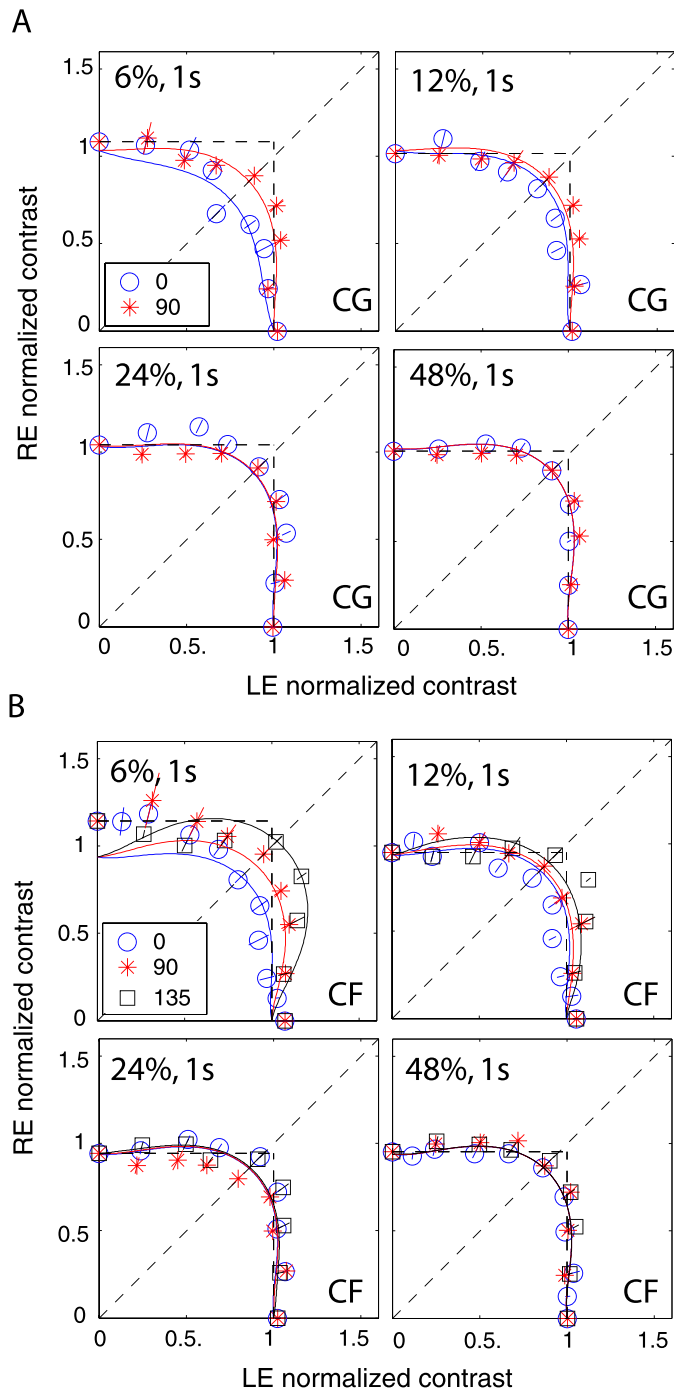 A
6%, 1s
12%, 1s
1.5
1
0.5
0
0
90
CG
CG
24%, 1s
48%, 1s
1.5
1
0.5
0
CG
CG
0 0.5. 1 1.5
0 0.5. 1 1.5
RE normalized contrast
LE normalized contrast
B
6%, 1s
12%, 1s
1.5
1
0.5
0
0
90
135
CF
CF
24%, 1s
48%, 1s
1.5
1
0.5
0
CF
CF
0 0.5. 1 1.5
0 0.5. 1 1.5
RE normalized contrast
LE normalized contrast